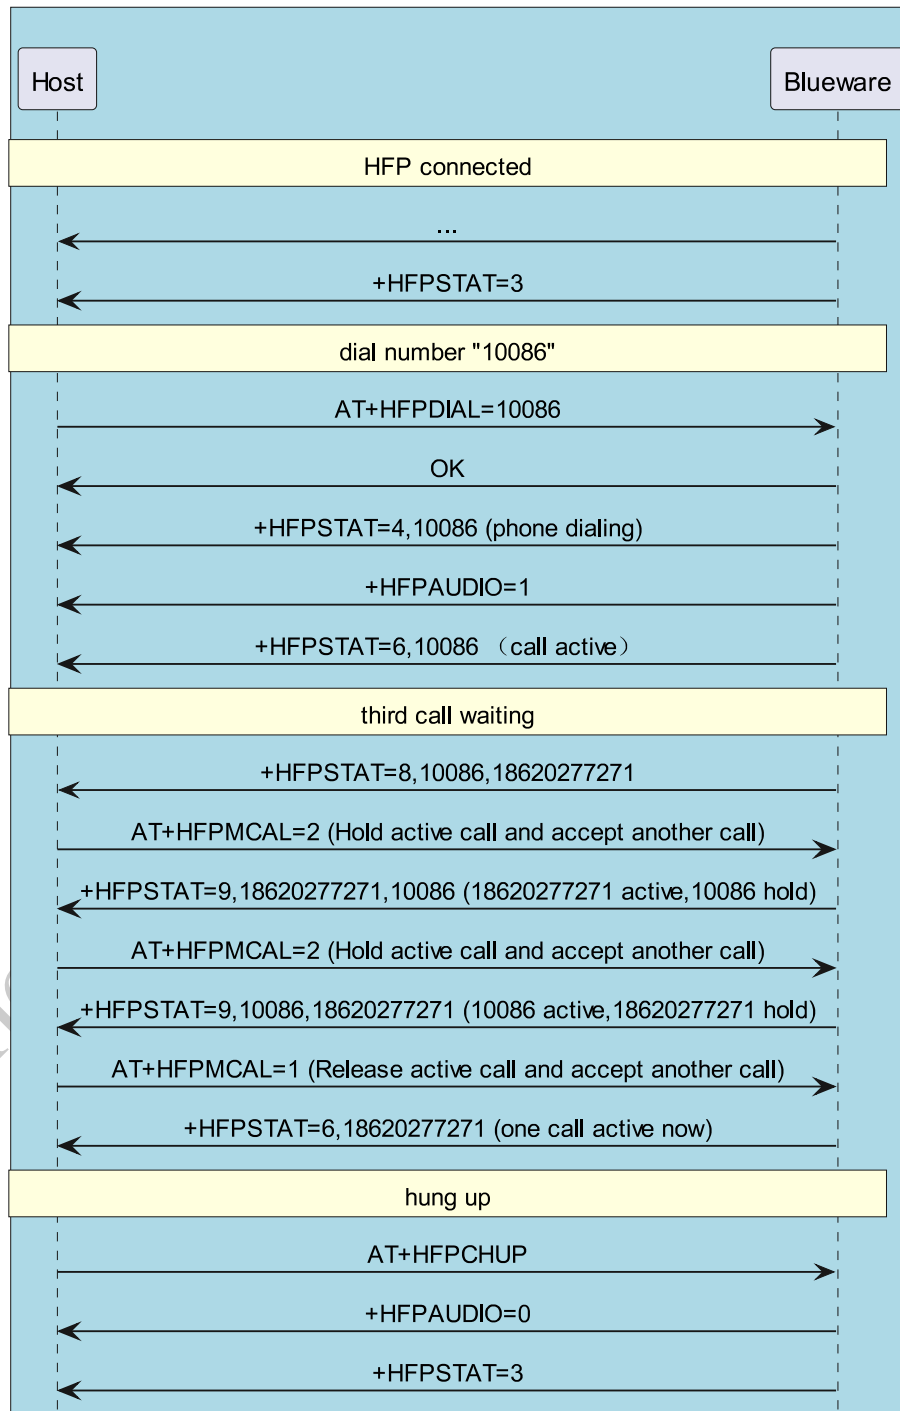 Host
Blueware
HFP connected
...
+HFPSTAT=3
dial number "10086"
AT+HFPDIAL=10086
OK
+HFPSTAT=4,10086 (phone dialing)
+HFPAUDIO=1
+HFPSTAT=6,10086 （call active）
third call waiting
+HFPSTAT=8,10086,18620277271
AT+HFPMCAL=2 (Hold active call and accept another call)
+HFPSTAT=9,18620277271,10086 (18620277271 active,10086 hold)
AT+HFPMCAL=2 (Hold active call and accept another call)
+HFPSTAT=9,10086,18620277271 (10086 active,18620277271 hold)
AT+HFPMCAL=1 (Release active call and accept another call)
+HFPSTAT=6,18620277271 (one call active now)
hung up
AT+HFPCHUP
+HFPAUDIO=0
+HFPSTAT=3